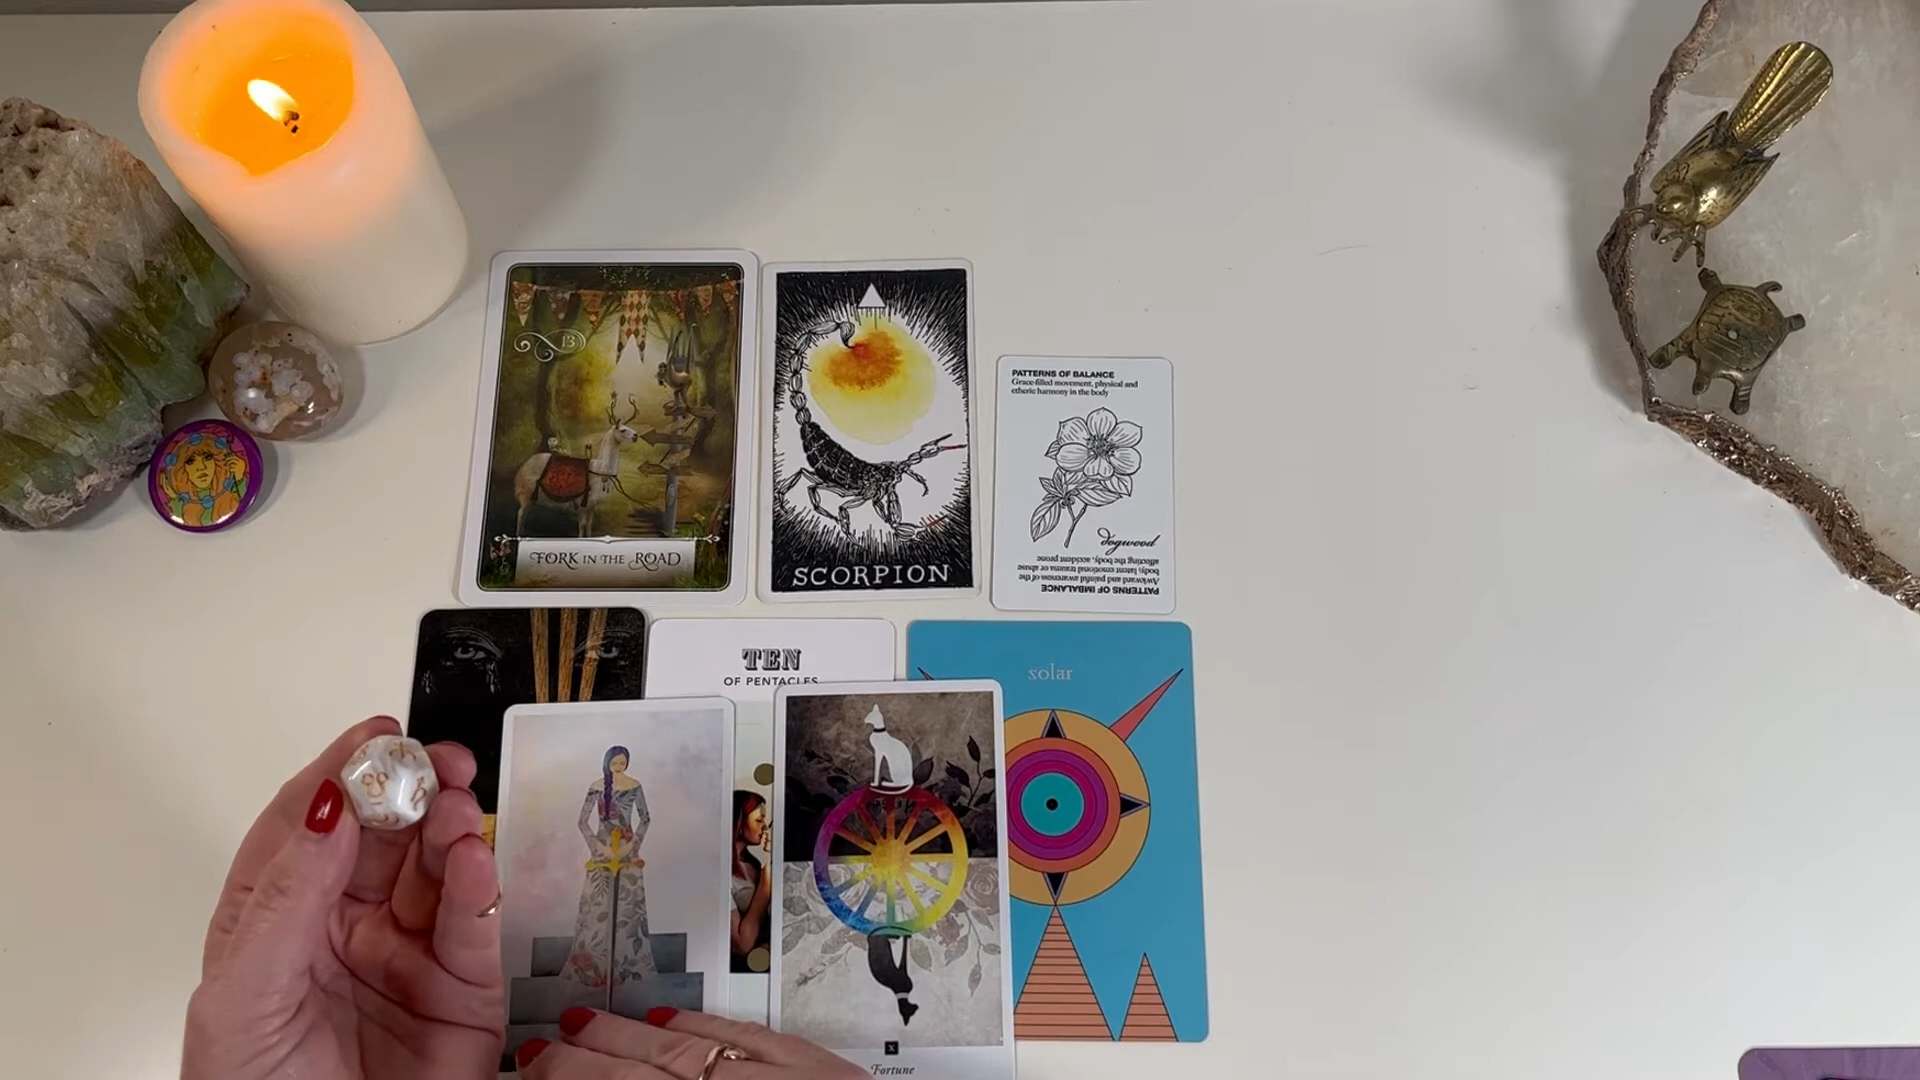 13
FORK IN THE ROAD
SCORPION
PATTERNS OF BALANCE
Grace-filled movement, physical and
etheric harmony in the body
dogwood
PATTERNS OF IMBALANCE
Awkward and painful awareness of the
body, latent emotional trauma or abuse
affecting the body, accident prone
TEN
OF PENTACLES
solar
X
Fortune